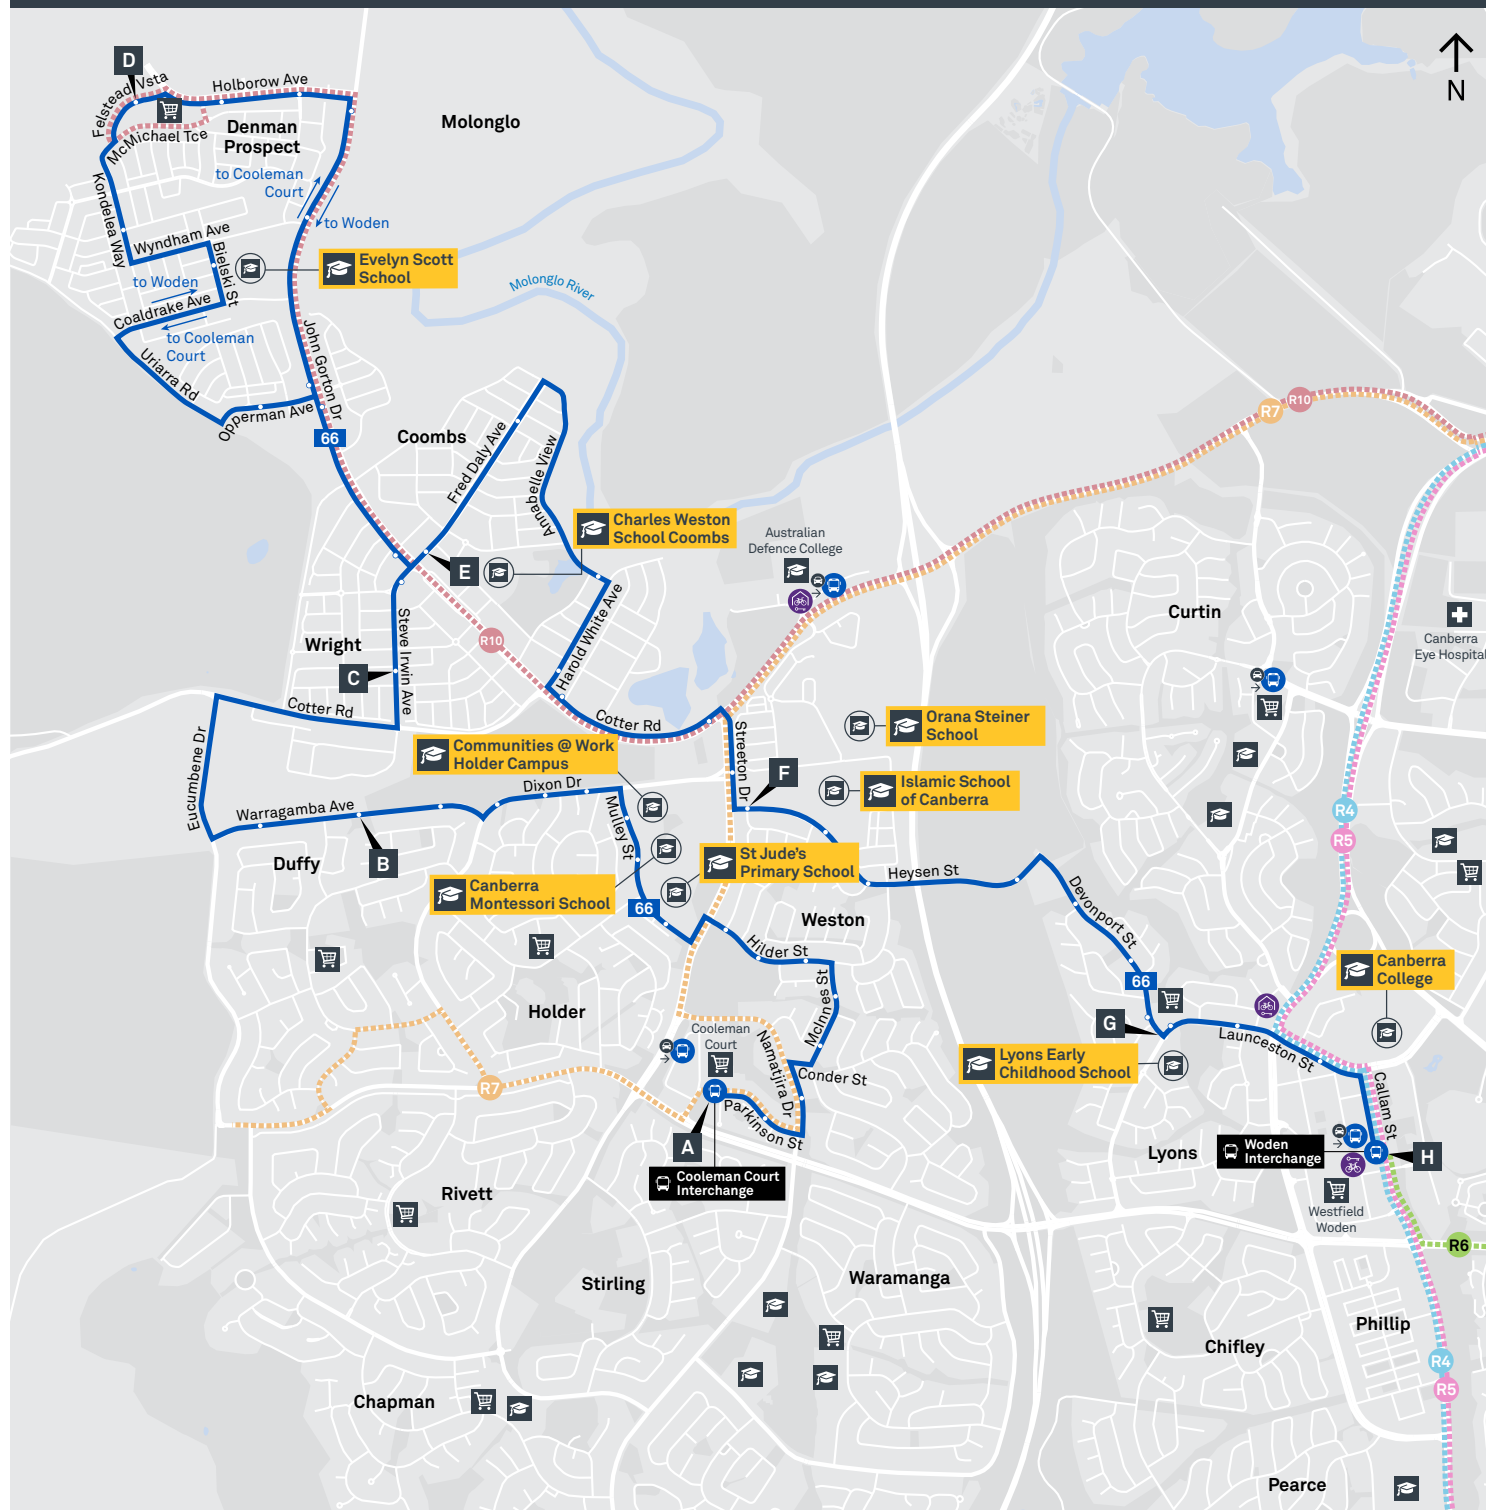 D
Felstead Vsta
Holborow Ave
McMichael Tce
Denman
Prospect
Molonglo
N
to Cooleman
Court
to Woden
Kondelea Way
Wyndham Ave
Bielski St
Evelyn Scott
School
to Woden
Coaldrake Ave
to Cooleman
Court
Molonglo River
John Gorton Dr
Uriarra Rd
Opperman Ave
66
Coombs
Fred Daly Ave
Annabelle View
R7
R10
Charles Weston
School Coombs
Australian
Defence College
E
Harold White Ave
Curtin
Canberra
Eye Hospital
Wright
Steve Irwin Ave
R10
C
Cotter Rd
Cotter Rd
Streeton Dr
Orana Steiner
School
Communities @ Work
Holder Campus
Eucumbene Dr
Warragamba Ave
Dixon Dr
Mulley St
F
Islamic School
of Canberra
R4
R5
Duffy
B
St Jude's
Primary School
Heysen St
Canberra
Montessori School
66
Weston
Devonport St
Hilder St
McInnes St
Canberra
College
66
G
Holder
Cooleman
Court
Namatjira Dr
Conder St
Launceston St
Lyons Early
Childhood School
Callam St
R7
Parkinson St
A
Cooleman Court
Interchange
Lyons
Woden
Interchange
H
Westfield
Woden
Rivett
R6
Stirling
Waramanga
Phillip
Chifley
R4
R5
Chapman
Pearce